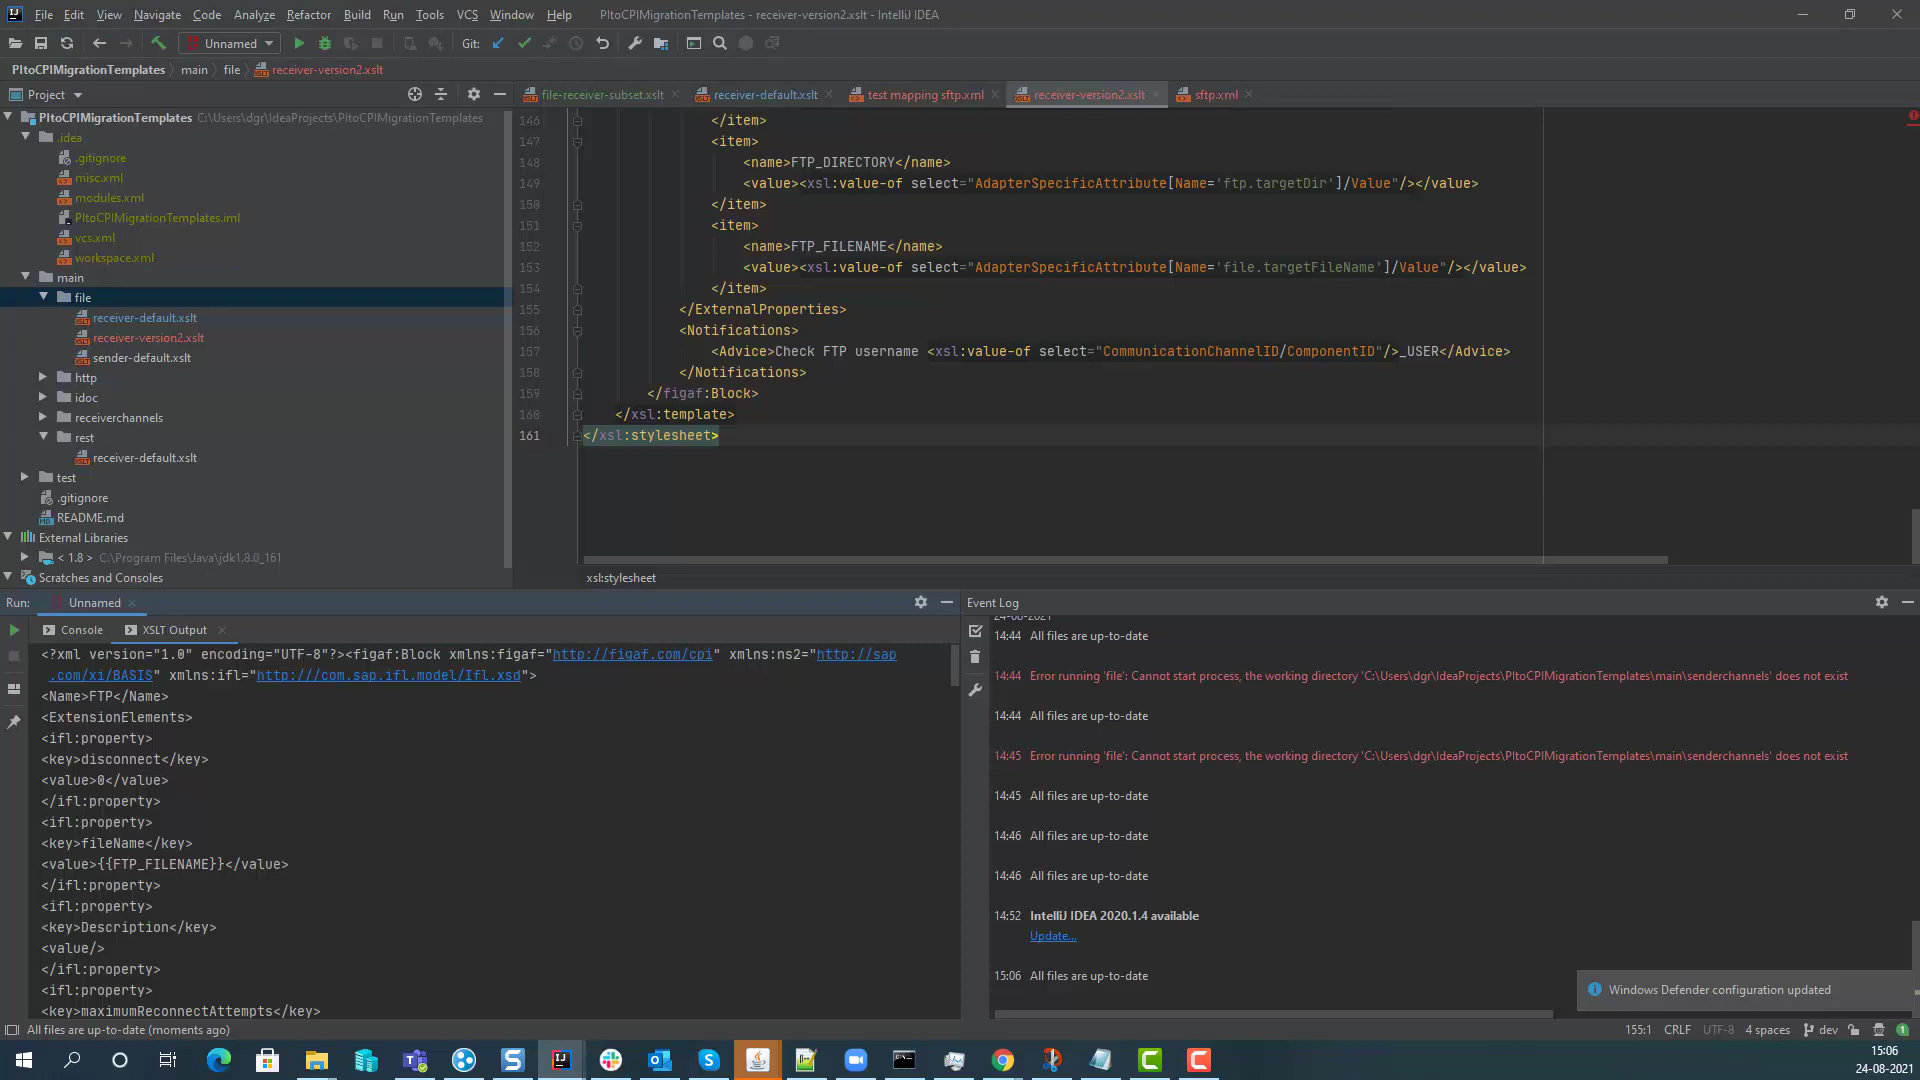 File Edit View Navigate Code Analyze Refactor Build Run Tools VCS Window Help PItoCPIMigrationTemplates - receiver-version2.xslt - IntelliJ IDEA
Unnamed Git:
PItoCPIMigrationTemplates main file receiver-version2.xslt
Project
file-receiver-subset.xslt receiver-default.xslt test mapping sftp.xml receiver-version2.xslt sftp.xml
PItoCPIMigrationTemplates C:\Users\dgr\IdeaProjects\PItoCPIMigrationTemplates
.idea
.gitignore
misc.xml
modules.xml
PItoCPIMigrationTemplates.iml
vcs.xml
workspace.xml
main
file
receiver-default.xslt
receiver-version2.xslt
sender-default.xslt
http
idoc
receiverchannels
rest
receiver-default.xslt
test
.gitignore
README.md
External Libraries
< 1.8 > C:\Program Files\Java\jdk1.8.0_161
Scratches and Consoles
146 </item>
147 <item>
148 <name>FTP_DIRECTORY</name>
149 <value><xsl:value-of select="AdapterSpecificAttribute[Name='ftp.targetDir']/Value"/></value>
150 </item>
151 <item>
152 <name>FTP_FILENAME</name>
153 <value><xsl:value-of select="AdapterSpecificAttribute[Name='file.targetFileName']/Value"/></value>
154 </item>
155 </ExternalProperties>
156 <Notifications>
157 <Advice>Check FTP username <xsl:value-of select="CommunicationChannelID/ComponentID"/>_USER</Advice>
158 </Notifications>
159 </figaf:Block>
160 </xsl:template>
161 </xsl:stylesheet>
xsl:stylesheet
Run: Unnamed
Console XSLT Output
<?xml version="1.0" encoding="UTF-8"?><figaf:Block xmlns:figaf="http://figaf.com/cpi" xmlns:ns2="http://sap
.com/xi/BASIS" xmlns:ifl="http:///com.sap.ifl.model/Ifl.xsd">
<Name>FTP</Name>
<ExtensionElements>
<ifl:property>
<key>disconnect</key>
<value>0</value>
</ifl:property>
<ifl:property>
<key>fileName</key>
<value>{{FTP_FILENAME}}</value>
</ifl:property>
<ifl:property>
<key>Description</key>
<value/>
</ifl:property>
<ifl:property>
<key>maximumReconnectAttempts</key>
Event Log
24-08-2021
14:44 All files are up-to-date
14:44 Error running 'file': Cannot start process, the working directory 'C:\Users\dgr\IdeaProjects\PItoCPIMigrationTemplates\main\senderchannels' does not exist
14:44 All files are up-to-date
14:45 Error running 'file': Cannot start process, the working directory 'C:\Users\dgr\IdeaProjects\PItoCPIMigrationTemplates\main\senderchannels' does not exist
14:45 All files are up-to-date
14:46 All files are up-to-date
14:46 All files are up-to-date
14:52 IntelliJ IDEA 2020.1.4 available
Update...
15:06 All files are up-to-date
Windows Defender configuration updated
All files are up-to-date (moments ago)
155:1 CRLF UTF-8 4 spaces dev 1
15:06
24-08-2021